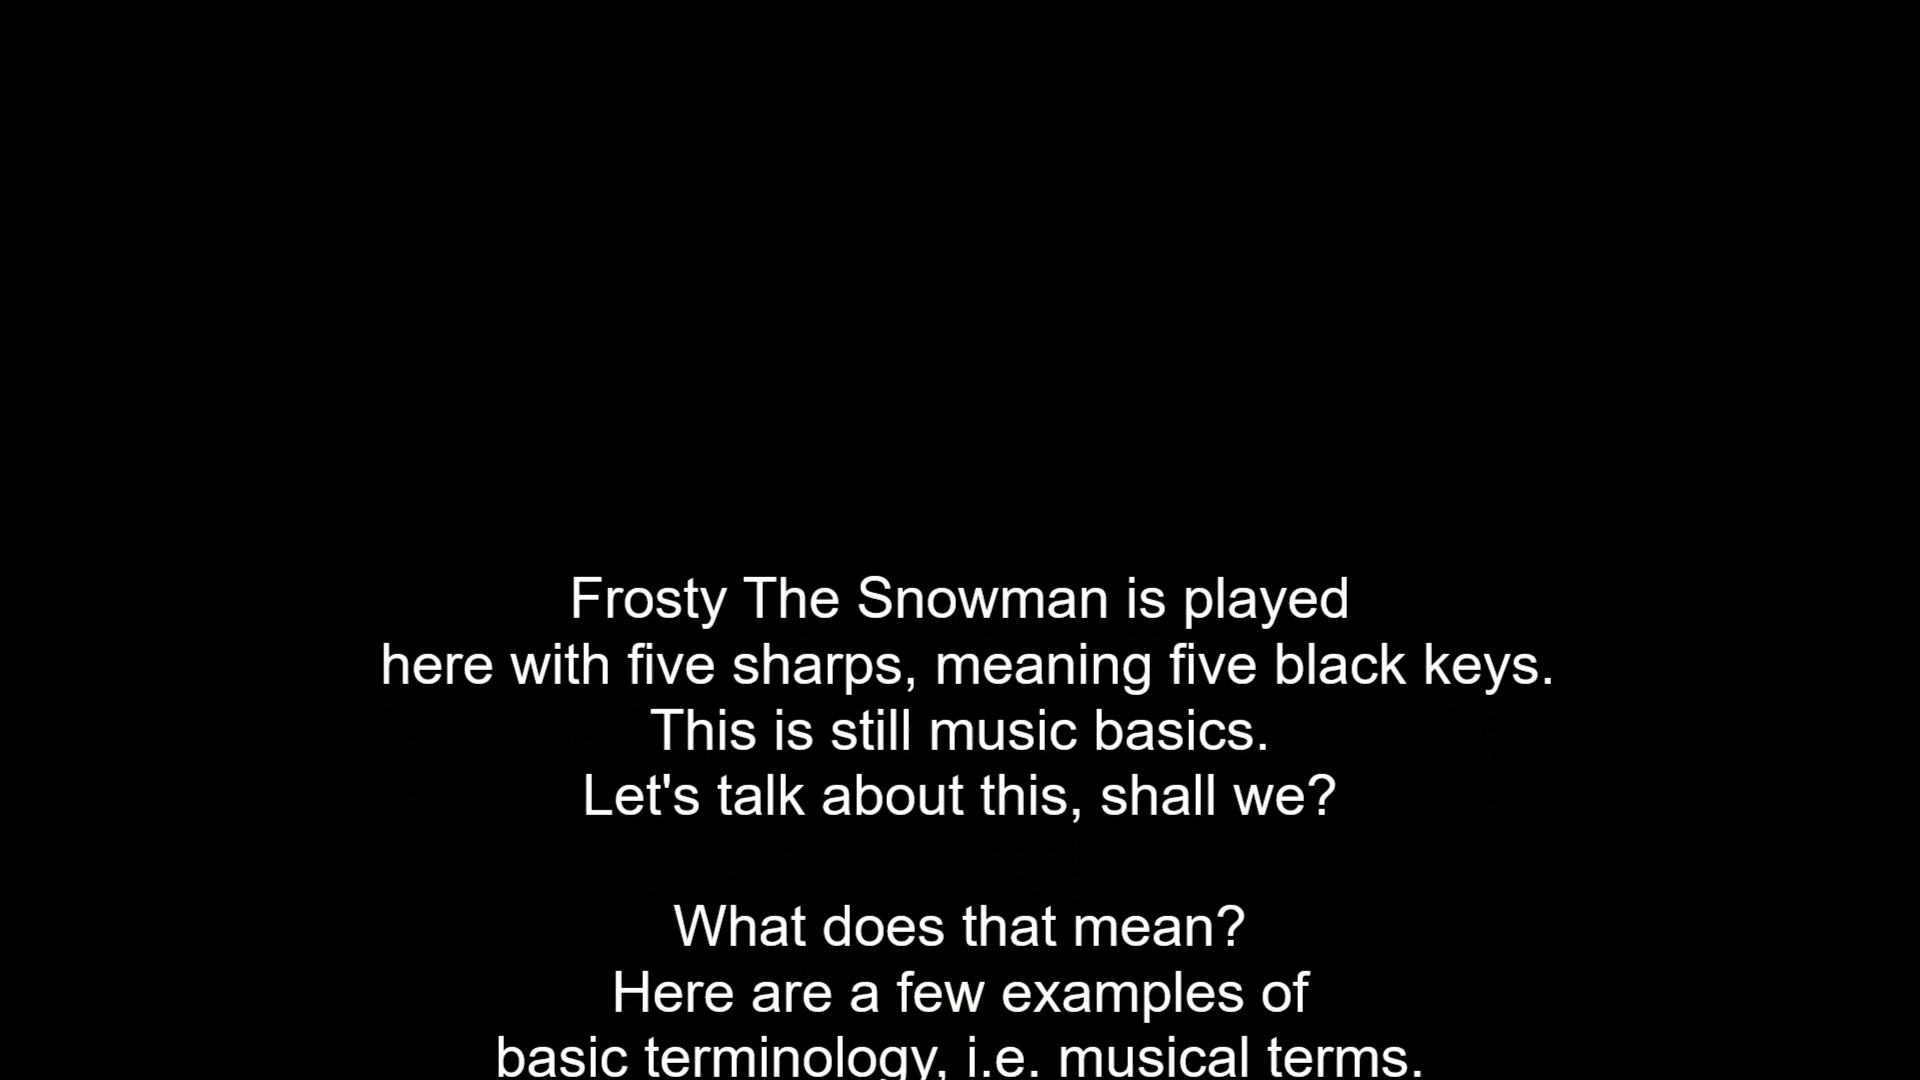 Frosty The Snowman is played
here with five sharps, meaning five black keys.
This is still music basics.
Let's talk about this, shall we?
What does that mean?
Here are a few examples of
basic terminology, i.e. musical terms.